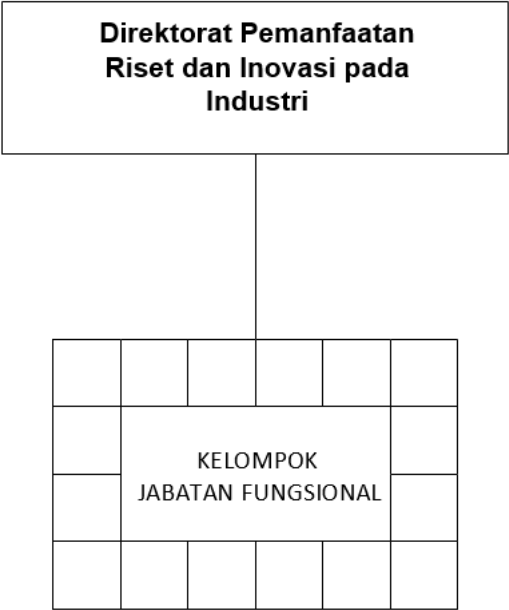 Direktorat Pemanfaatan
Riset dan Inovasi pada
Industri
KELOMPOK
JABATAN FUNGSIONAL